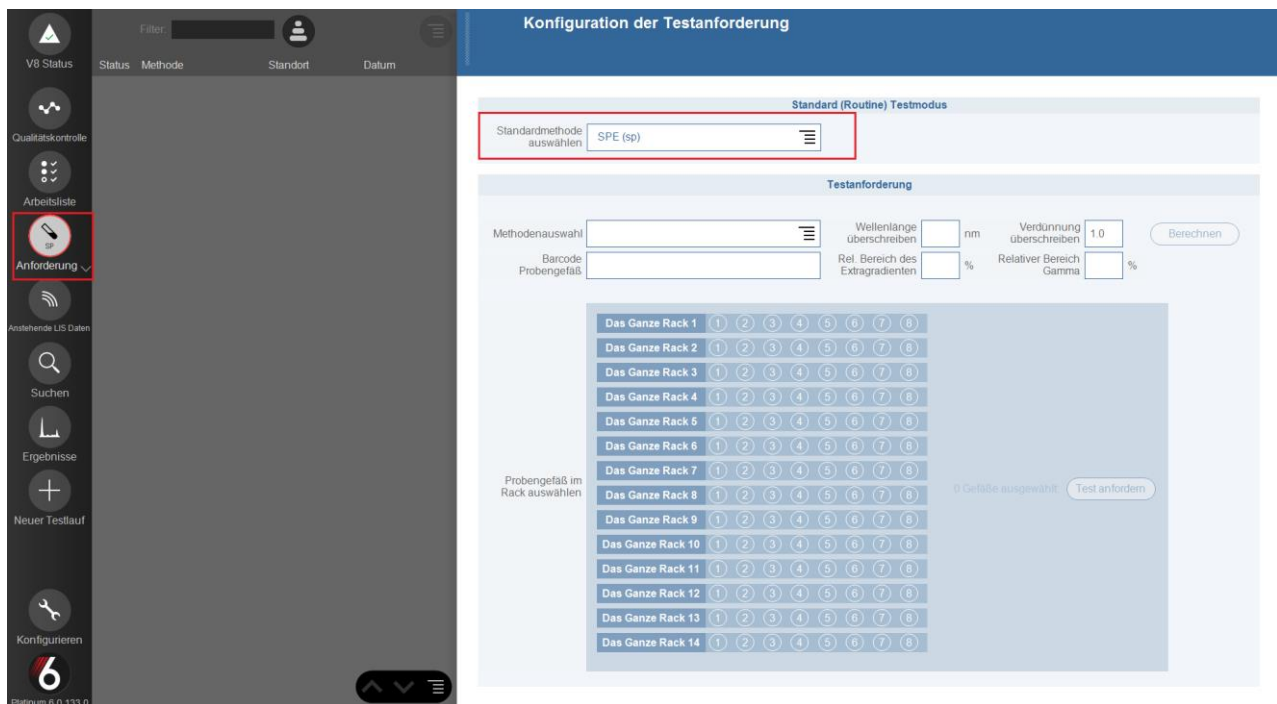 V8 Status
Qualitätskontrolle
Arbeitsliste
SP
Anforderung
Anstehende LIS Daten
Suchen
Ergebnisse
Neuer Testlauf
Konfigurieren
6
Platinum 6.0.133.0
Filter:
Status Methode Standort Datum
Konfiguration der Testanforderung
Standard (Routine) Testmodus
Standardmethode
auswählen
SPE (sp)
Testanforderung
Methodenauswahl
Wellenlänge
überschreiben
nm
Verdünnung
überschreiben
1.0
Berechnen
Barcode
Probengefäß
Rel. Bereich des
Extragradienten
%
Relativer Bereich
Gamma
%
Probengefäß im
Rack auswählen
Das Ganze Rack 1 1 2 3 4 5 6 7 8
Das Ganze Rack 2 1 2 3 4 5 6 7 8
Das Ganze Rack 3 1 2 3 4 5 6 7 8
Das Ganze Rack 4 1 2 3 4 5 6 7 8
Das Ganze Rack 5 1 2 3 4 5 6 7 8
Das Ganze Rack 6 1 2 3 4 5 6 7 8
Das Ganze Rack 7 1 2 3 4 5 6 7 8
Das Ganze Rack 8 1 2 3 4 5 6 7 8
Das Ganze Rack 9 1 2 3 4 5 6 7 8
Das Ganze Rack 10 1 2 3 4 5 6 7 8
Das Ganze Rack 11 1 2 3 4 5 6 7 8
Das Ganze Rack 12 1 2 3 4 5 6 7 8
Das Ganze Rack 13 1 2 3 4 5 6 7 8
Das Ganze Rack 14 1 2 3 4 5 6 7 8
0 Gefäße ausgewählt
Test anfordern